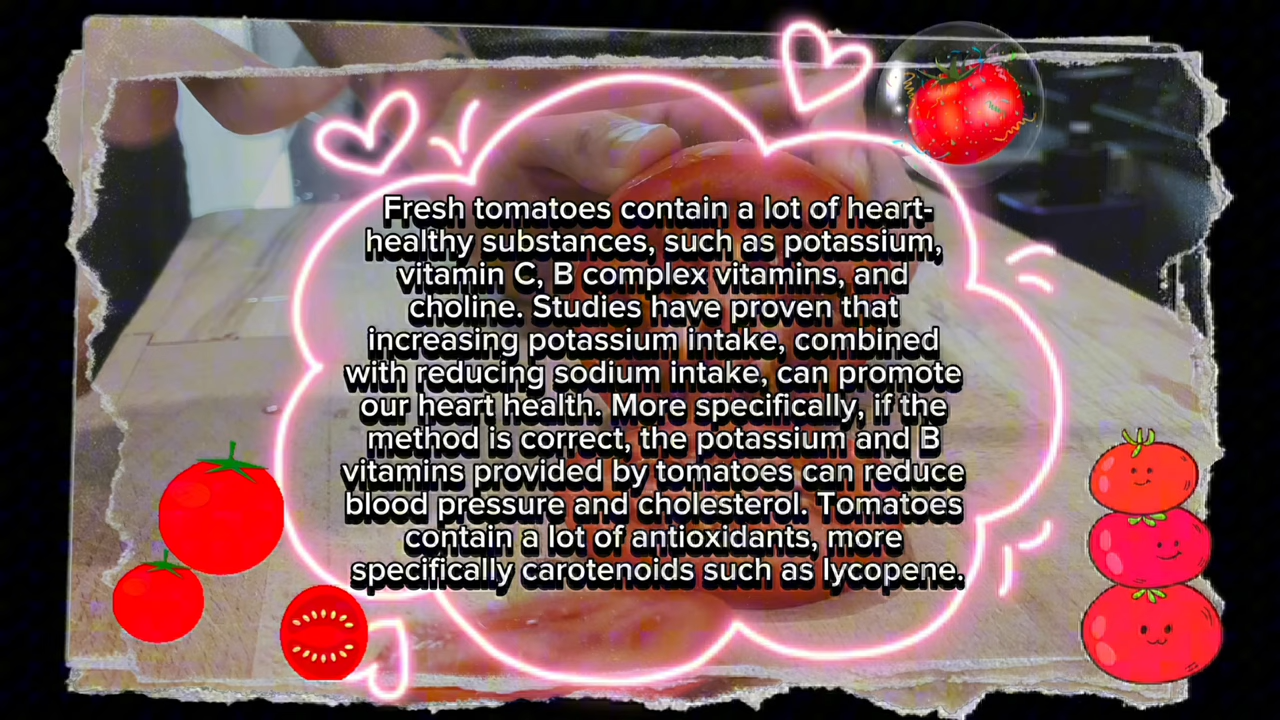 Fresh tomatoes contain a lot of heart-
healthy substances, such as potassium,
vitamin C, B complex vitamins, and
choline. Studies have proven that
increasing potassium intake, combined
with reducing sodium intake, can promote
our heart health. More specifically, if the
method is correct, the potassium and B
vitamins provided by tomatoes can reduce
blood pressure and cholesterol. Tomatoes
contain a lot of antioxidants, more
specifically carotenoids such as lycopene.